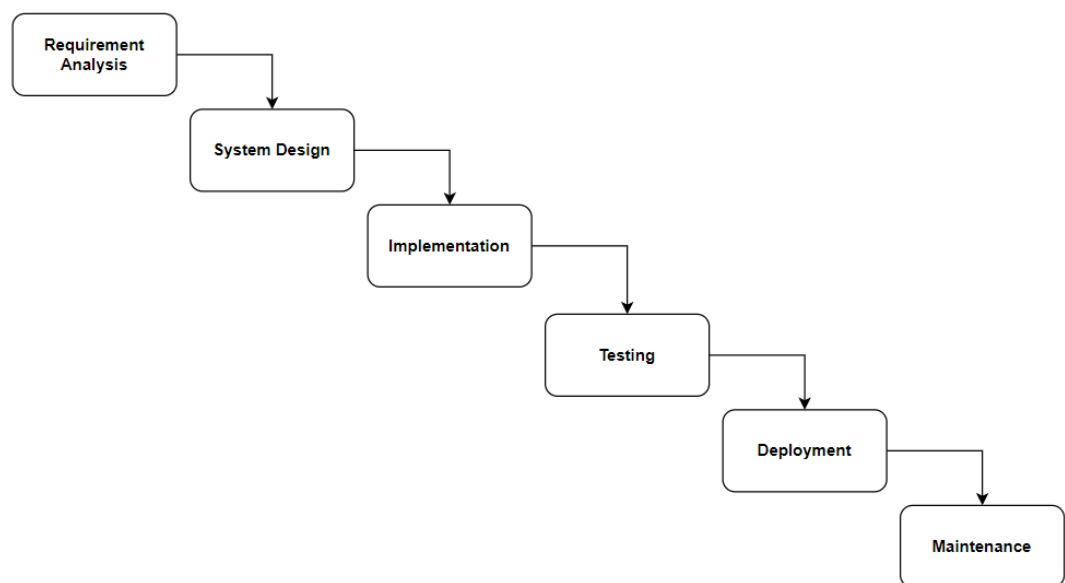 Requirement
Analysis
System Design
Implementation
Testing
Deployment
Maintenance